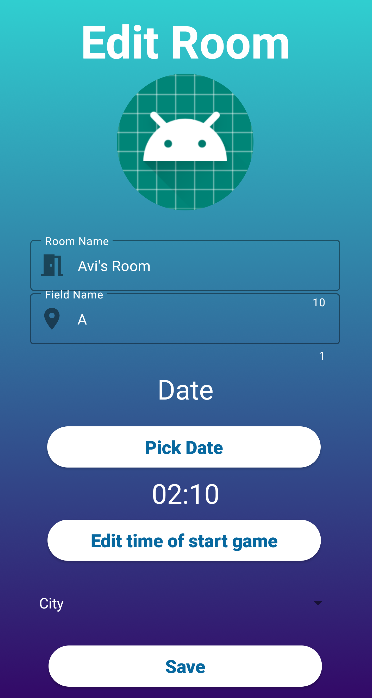 Edit Room
Room Name
Avi's Room
Field Name
10
A
1
Date
Pick Date
02:10
Edit time of start game
City
Save